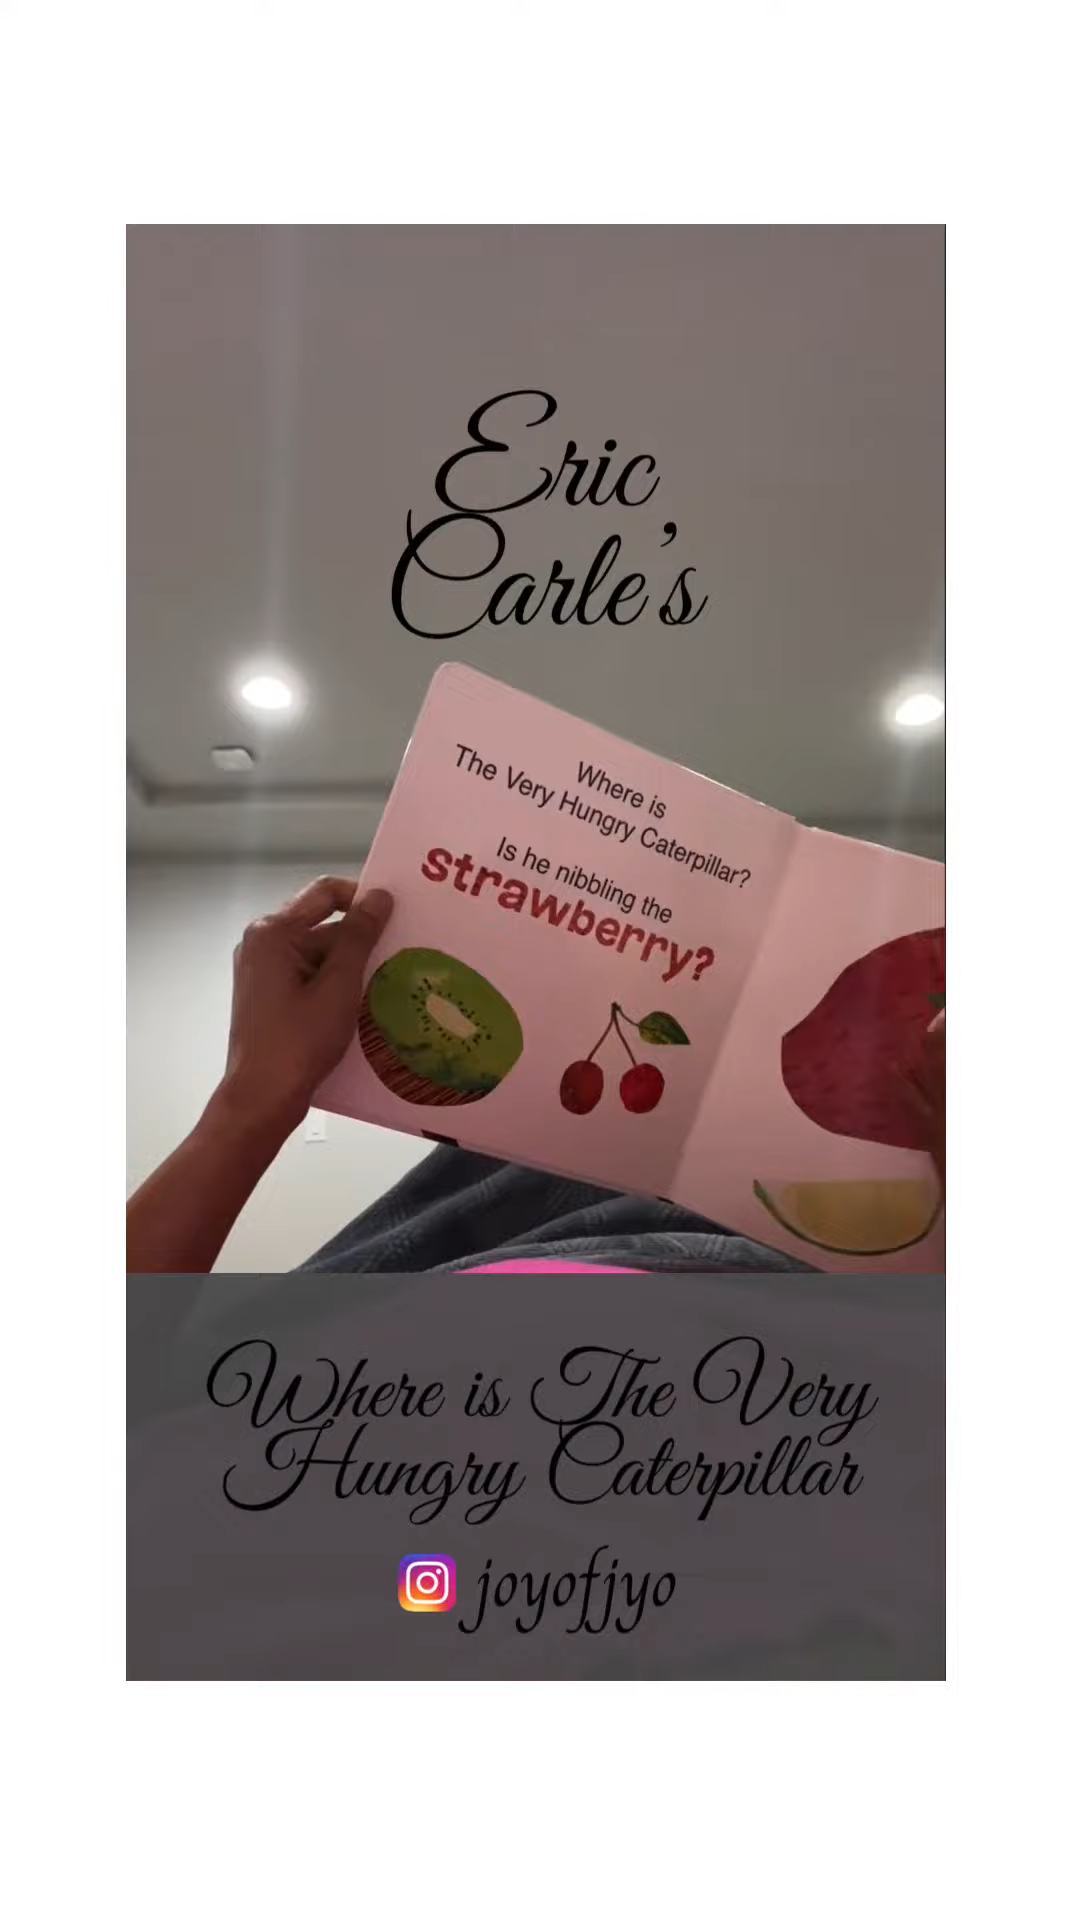 Eric
Carle's
Where is
The Very Hungry Caterpillar?
Is he nibbling the
strawberry?
Where is The Very
Hungry Caterpillar
joyofjyo